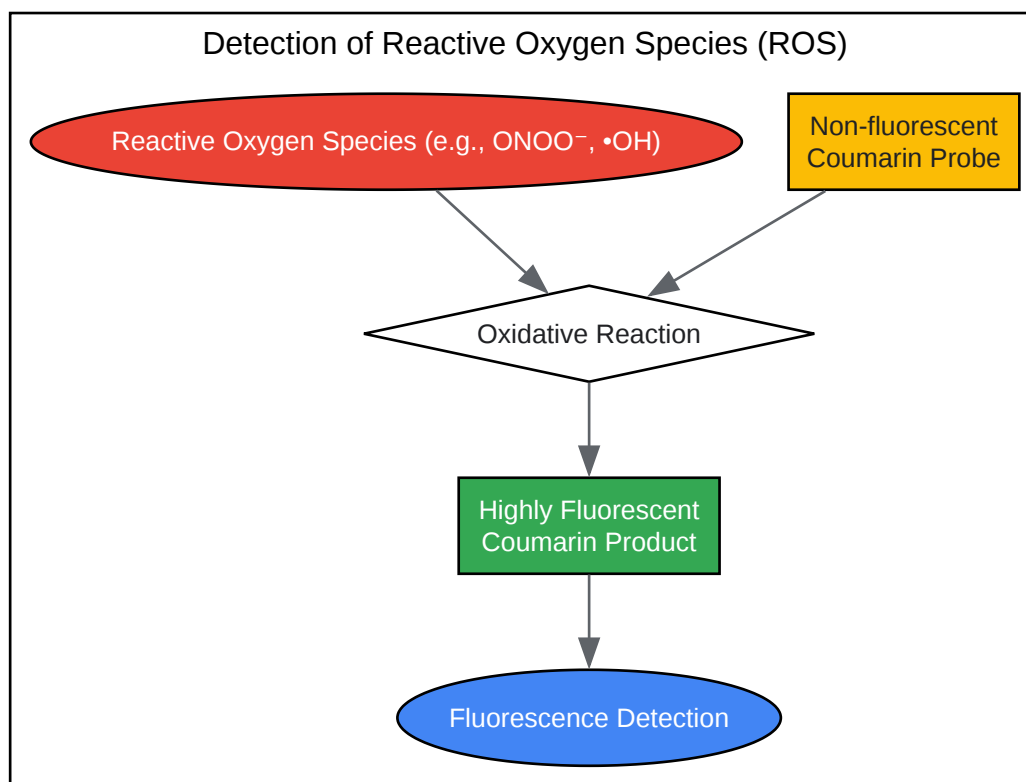 Detection of Reactive Oxygen Species (ROS)
Reactive Oxygen Species (e.g., ONOO⁻, •OH)
Non-fluorescent
Coumarin Probe
Oxidative Reaction
Highly Fluorescent
Coumarin Product
Fluorescence Detection